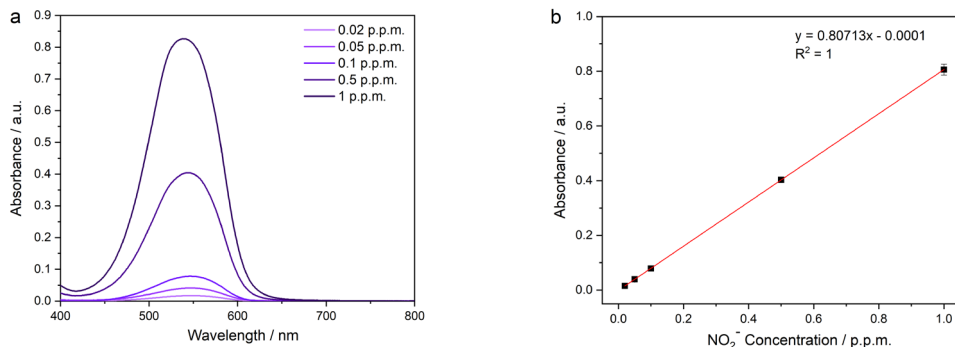 a
0.9
0.8
0.7
0.6
0.5
0.4
0.3
0.2
0.1
0.0
Absorbance / a.u.
0.02 p.p.m.
0.05 p.p.m.
0.1 p.p.m.
0.5 p.p.m.
1 p.p.m.
400 500 600 700 800
Wavelength / nm
b
1.0
0.8
0.6
0.4
0.2
0.0
Absorbance / a.u.
y = 0.80713x - 0.0001
R² = 1
0.0 0.2 0.4 0.6 0.8 1.0
NO₂⁻ Concentration / p.p.m.